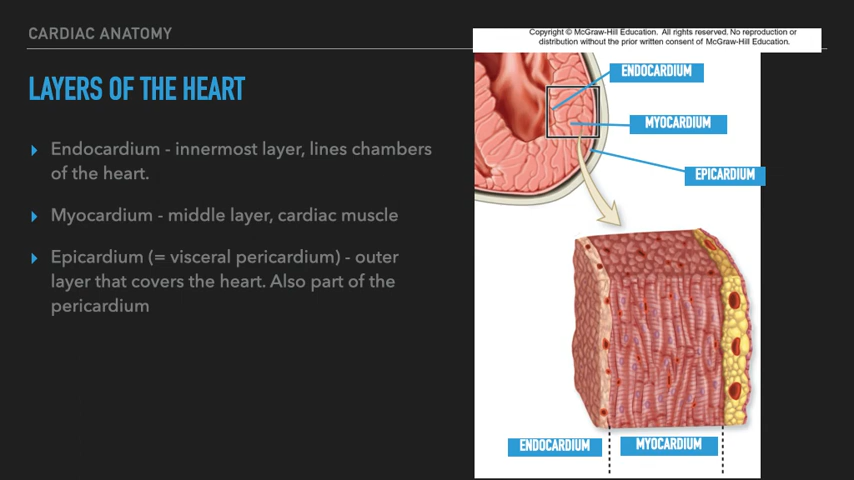 CARDIAC ANATOMY
LAYERS OF THE HEART
Endocardium - innermost layer, lines chambers
of the heart.
Myocardium - middle layer, cardiac muscle
Epicardium (= visceral pericardium) - outer
layer that covers the heart. Also part of the
pericardium
Copyright © McGraw-Hill Education. All rights reserved. No reproduction or
distribution without the prior written consent of McGraw-Hill Education.
ENDOCARDIUM
MYOCARDIUM
EPICARDIUM
ENDOCARDIUM
MYOCARDIUM